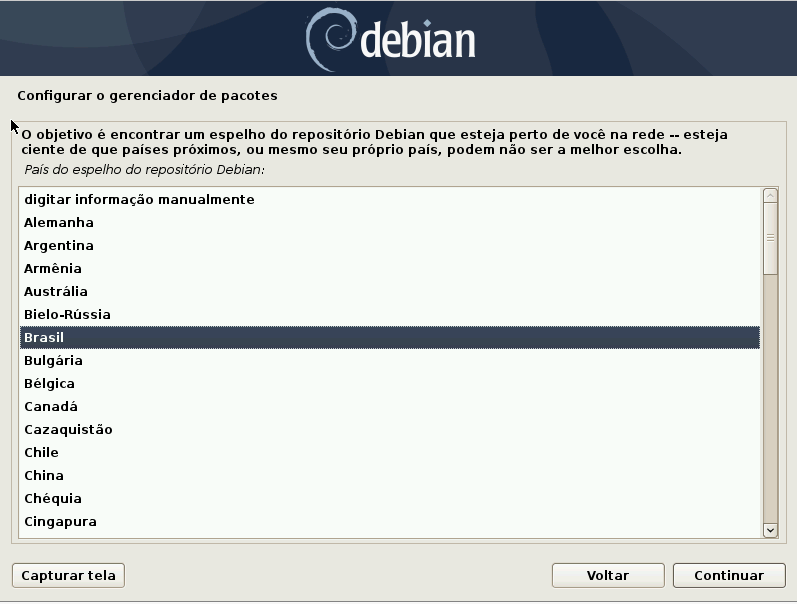 debian
Configurar o gerenciador de pacotes
O objetivo é encontrar um espelho do repositório Debian que esteja perto de você na rede -- esteja
ciente de que países próximos, ou mesmo seu próprio país, podem não ser a melhor escolha.
País do espelho do repositório Debian:
digitar informação manualmente
Alemanha
Argentina
Armênia
Austrália
Bielo-Rússia
Brasil
Bulgária
Bélgica
Canadá
Cazaquistão
Chile
China
Chéquia
Cingapura
Capturar tela
Voltar
Continuar